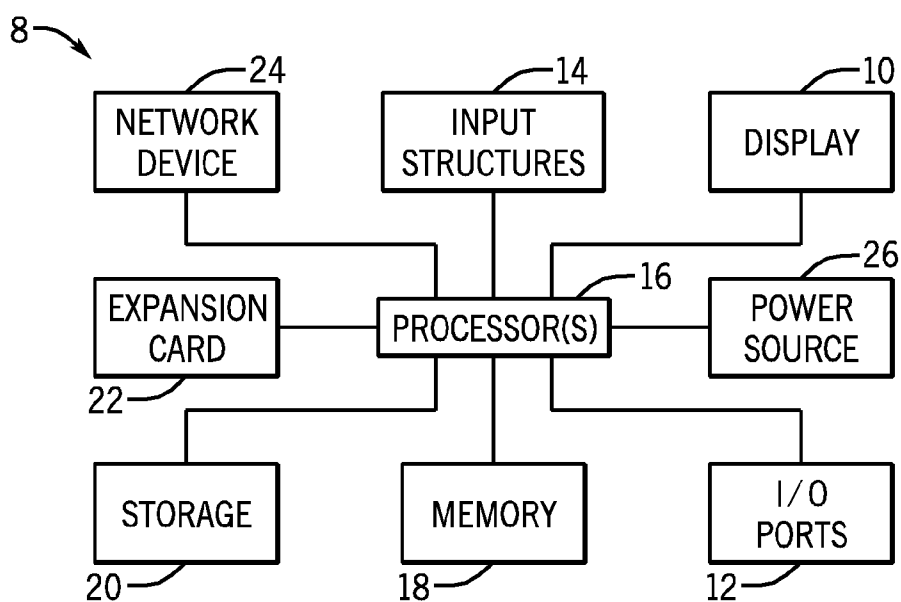 8
24
14
10
NETWORK
DEVICE
INPUT
STRUCTURES
DISPLAY
16
26
EXPANSION
CARD
PROCESSOR(S)
POWER
SOURCE
22
STORAGE
MEMORY
I/O
PORTS
20
18
12